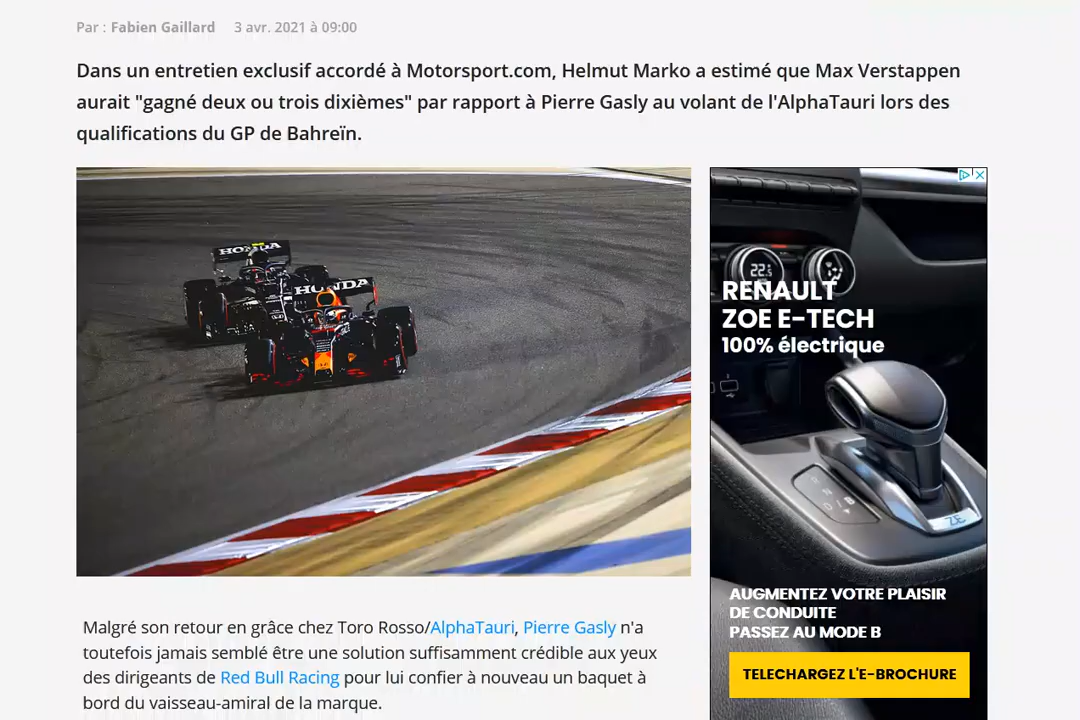 Par : Fabien Gaillard 3 avr. 2021 à 09:00
Dans un entretien exclusif accordé à Motorsport.com, Helmut Marko a estimé que Max Verstappen
aurait "gagné deux ou trois dixièmes" par rapport à Pierre Gasly au volant de l'AlphaTauri lors des
qualifications du GP de Bahreïn.
HONDA
HONDA
22.5
RENAULT
ZOE E-TECH
100% électrique
ZE
AUGMENTEZ VOTRE PLAISIR
DE CONDUITE
PASSEZ AU MODE B
TELECHARGEZ L'E-BROCHURE
Malgré son retour en grâce chez Toro Rosso/AlphaTauri, Pierre Gasly n'a
toutefois jamais semblé être une solution suffisamment crédible aux yeux
des dirigeants de Red Bull Racing pour lui confier à nouveau un baquet à
bord du vaisseau-amiral de la marque.